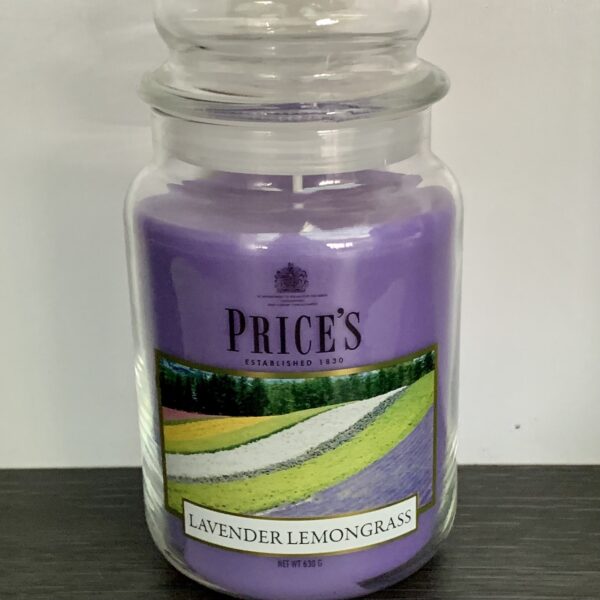 PRICE'S
ESTABLISHED 1830
LAVENDER LEMONGRASS
NET WT 630 G